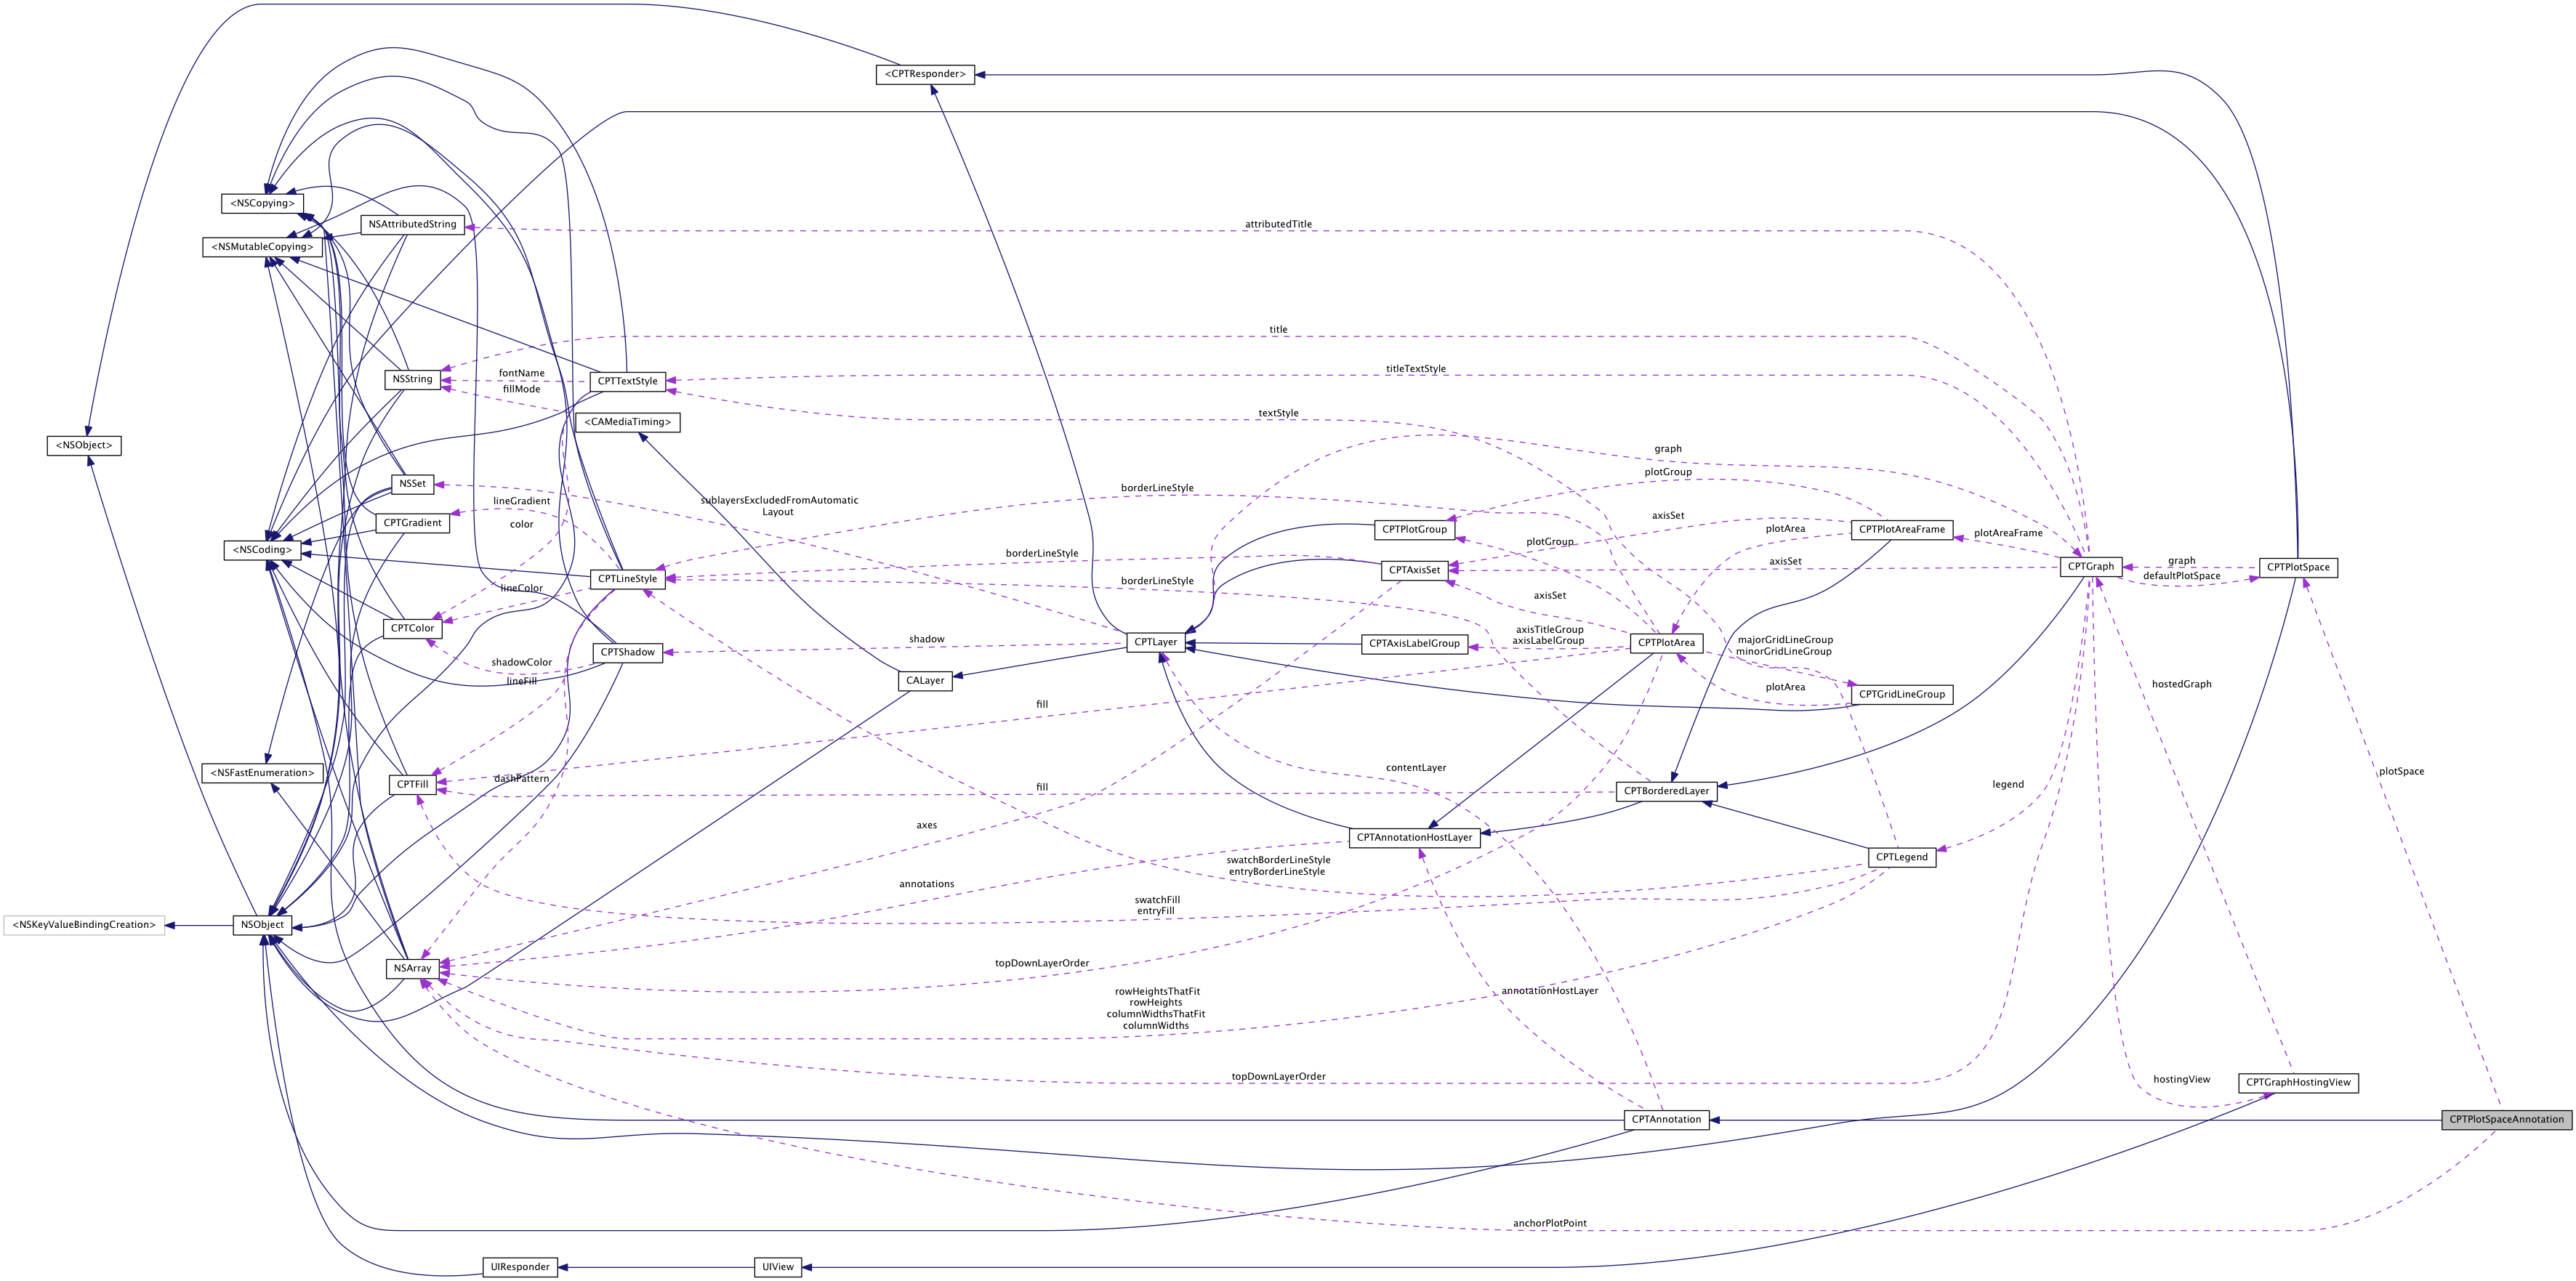 <CPTResponder>
<NSCopying>
NSAttributedString
attributedTitle
<NSMutableCopying>
title
NSString
fontName
CPTTextStyle
titleTextStyle
fillMode
<CAMediaTiming>
textStyle
<NSObject>
graph
plotGroup
NSSet
sublayersExcludedFromAutomatic
Layout
borderLineStyle
lineGradient
color
CPTGradient
axisSet
CPTPlotGroup
plotArea
CPTPlotAreaFrame
plotAreaFrame
<NSCoding>
borderLineStyle
plotGroup
CPTLineStyle
CPTAxisSet
axisSet
CPTGraph
graph
defaultPlotSpace
CPTPlotSpace
lineColor
borderLineStyle
axisSet
CPTColor
shadow
CPTLayer
CPTAxisLabelGroup
axisTitleGroup
axisLabelGroup
CPTPlotArea
majorGridLineGroup
minorGridLineGroup
CPTShadow
shadowColor
lineFill
CALayer
plotArea
CPTGridLineGroup
hostedGraph
fill
<NSFastEnumeration>
CPTFill
dashPattern
contentLayer
plotSpace
fill
CPTBorderedLayer
legend
axes
CPTAnnotationHostLayer
swatchBorderLineStyle
entryBorderLineStyle
CPTLegend
annotations
swatchFill
entryFill
<NSKeyValueBindingCreation>
NSObject
NSArray
topDownLayerOrder
rowHeightsThatFit
rowHeights
columnWidthsThatFit
columnWidths
annotationHostLayer
topDownLayerOrder
hostingView
CPTGraphHostingView
CPTAnnotation
CPTPlotSpaceAnnotation
anchorPlotPoint
UIResponder
UIView